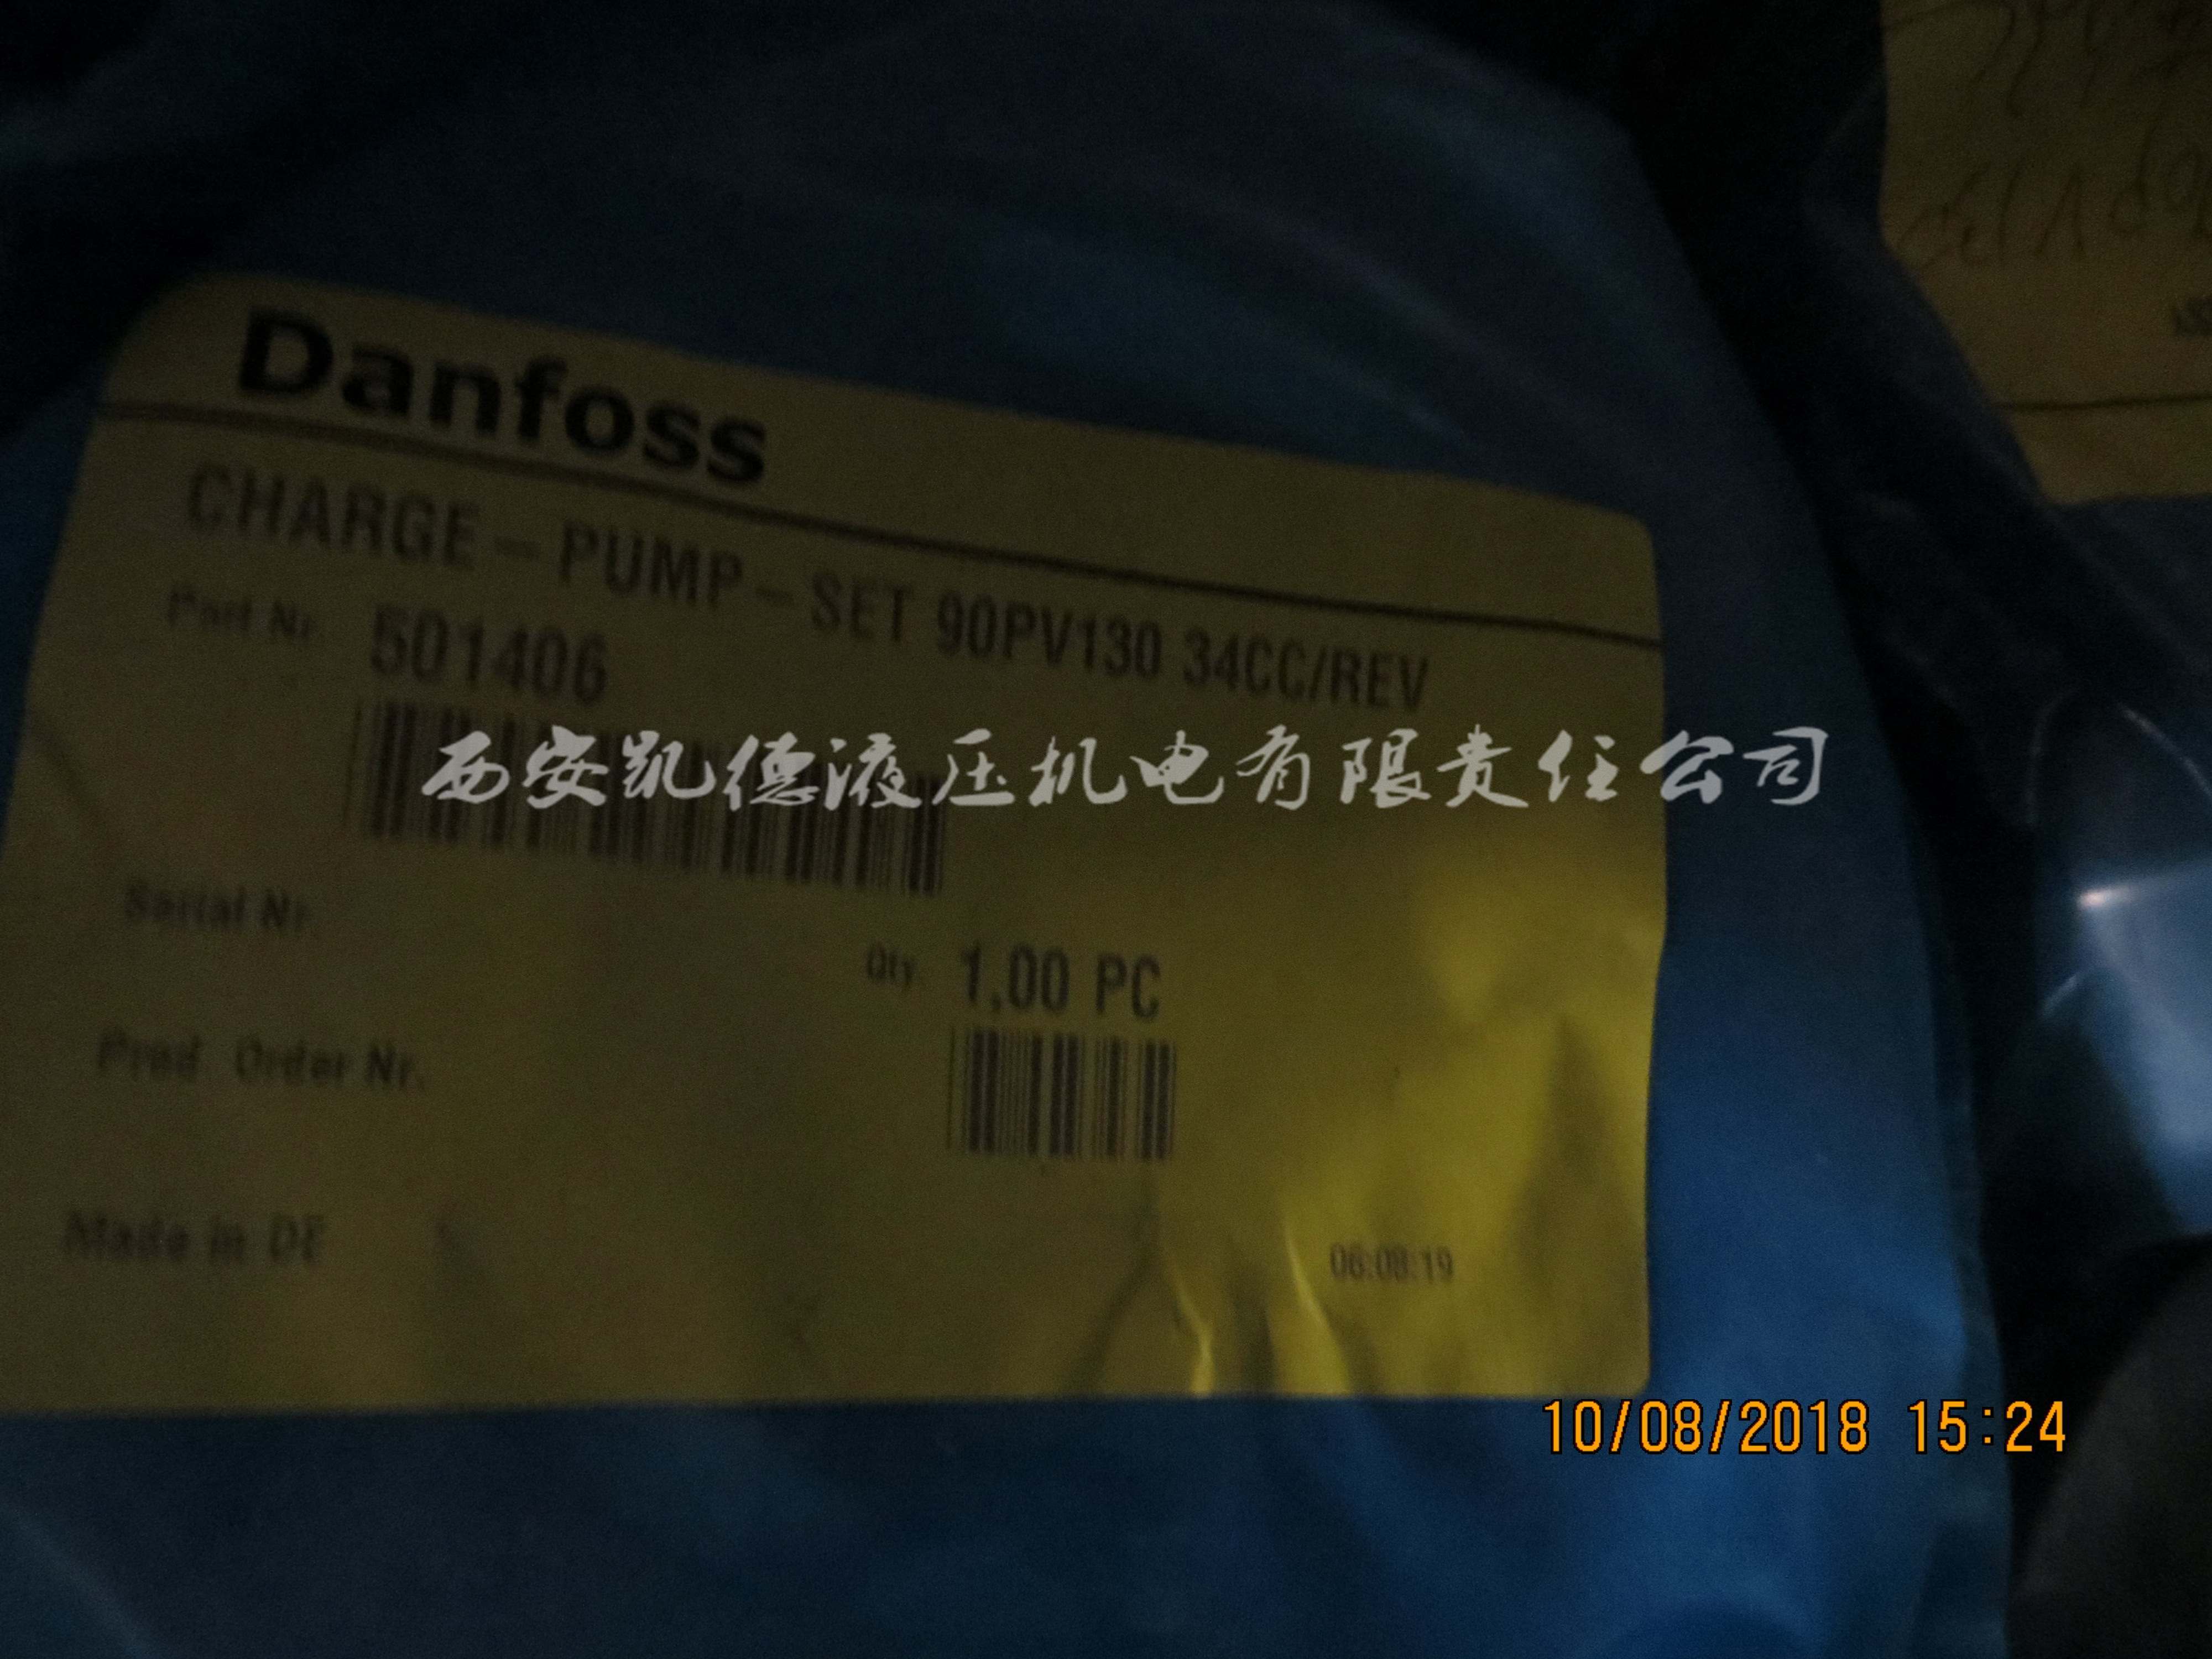 Danfoss
CHARGE-PUMP-SET 90PV130 34CC/REV
Part Nr. 501406
西安凯德液压机电有限责任公司
Serial Nr.
Qty. 1,00 PC
Prod. Order Nr.
Made in DE
06:08:19
10/08/2018 15:24